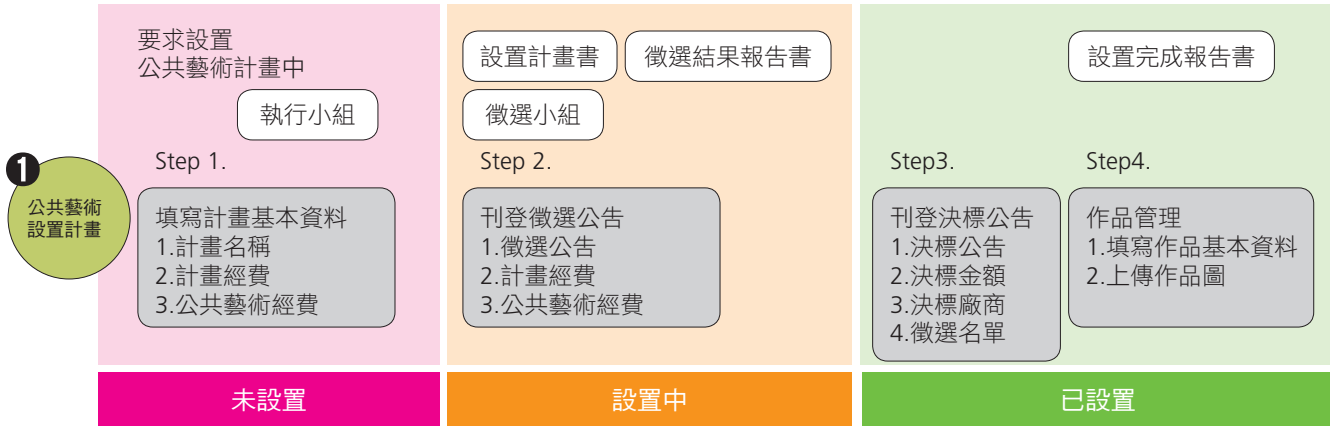 ❶
公共藝術
設置計畫
要求設置
公共藝術計畫中
執行小組
Step 1.
填寫計畫基本資料
1.計畫名稱
2.計畫經費
3.公共藝術經費
未設置
設置計畫書
徵選結果報告書
徵選小組
Step 2.
刊登徵選公告
1.徵選公告
2.計畫經費
3.公共藝術經費
設置中
設置完成報告書
Step3.
刊登決標公告
1.決標公告
2.決標金額
3.決標廠商
4.徵選名單
Step4.
作品管理
1.填寫作品基本資料
2.上傳作品圖
已設置